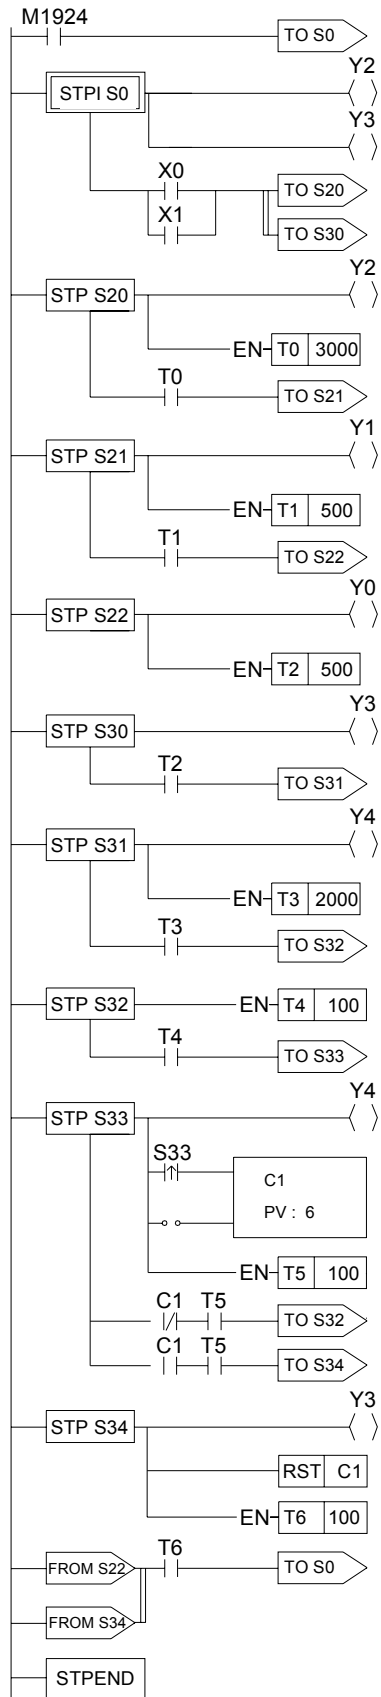 M1924
TO S0
STPI S0
Y2
Y3
X0
TO S20
X1
TO S30
STP S20
Y2
EN T0 3000
T0
TO S21
STP S21
Y1
EN T1 500
T1
TO S22
STP S22
Y0
EN T2 500
STP S30
Y3
T2
TO S31
STP S31
Y4
EN T3 2000
T3
TO S32
STP S32
EN T4 100
T4
TO S33
STP S33
Y4
S33
C1
PV : 6
EN T5 100
C1 T5
TO S32
C1 T5
TO S34
STP S34
Y3
RST C1
EN T6 100
FROM S22
T6
TO S0
FROM S34
STPEND